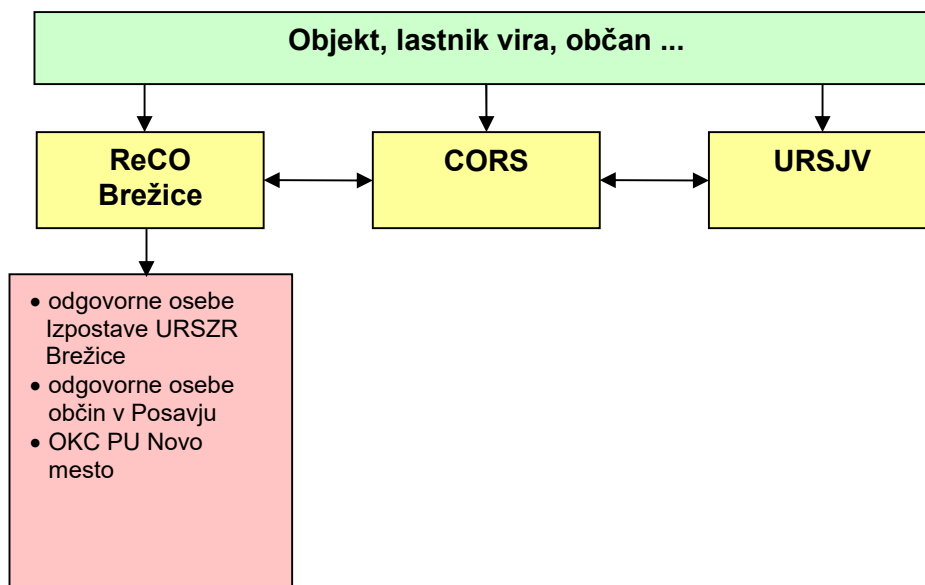 Objekt, lastnik vira, občan ...
ReCO
Brežice
CORS
URSJV
• odgovorne osebe
Izpostave URSZR
Brežice
• odgovorne osebe
občin v Posavju
• OKC PU Novo
mesto